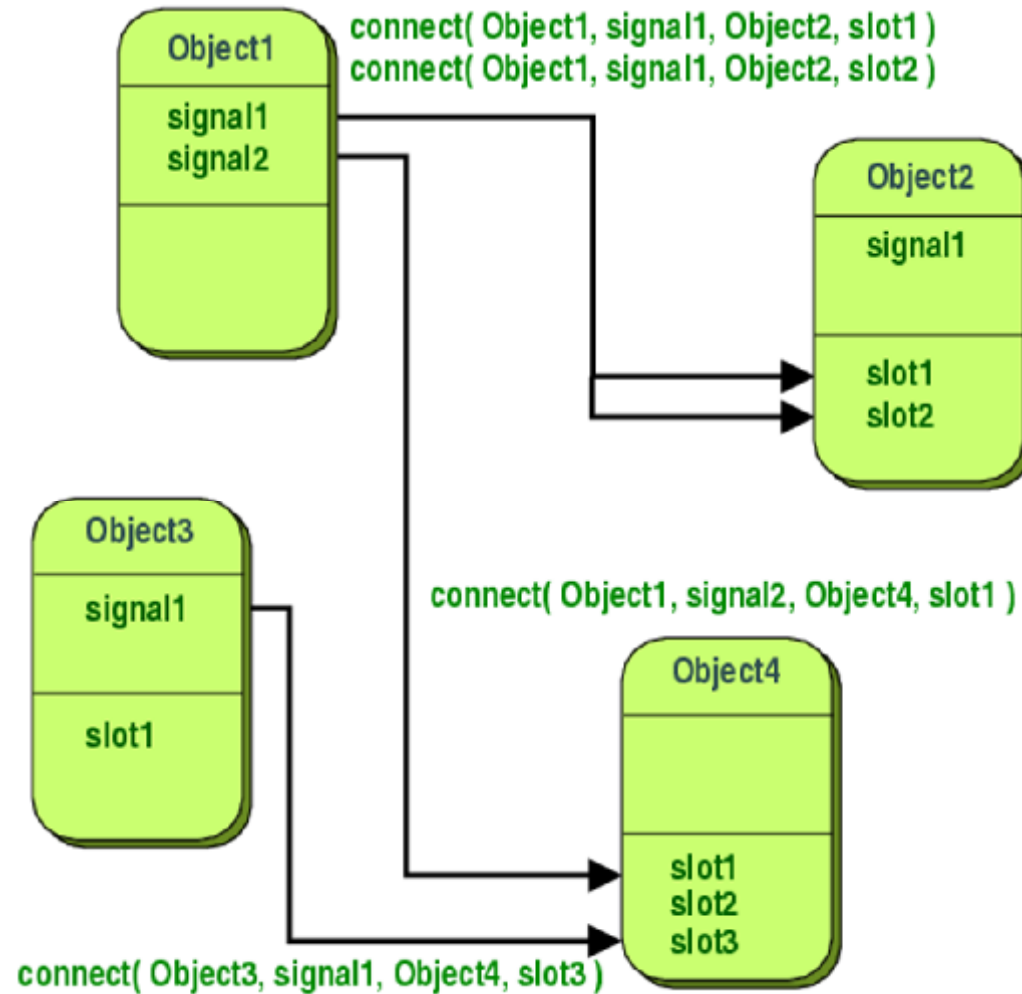 Object1
connect( Object1, signal1, Object2, slot1 )
connect( Object1, signal1, Object2, slot2 )
signal1
signal2
Object2
signal1
slot1
slot2
Object3
signal1
slot1
connect( Object1, signal2, Object4, slot1 )
Object4
slot1
slot2
slot3
connect( Object3, signal1, Object4, slot3 )